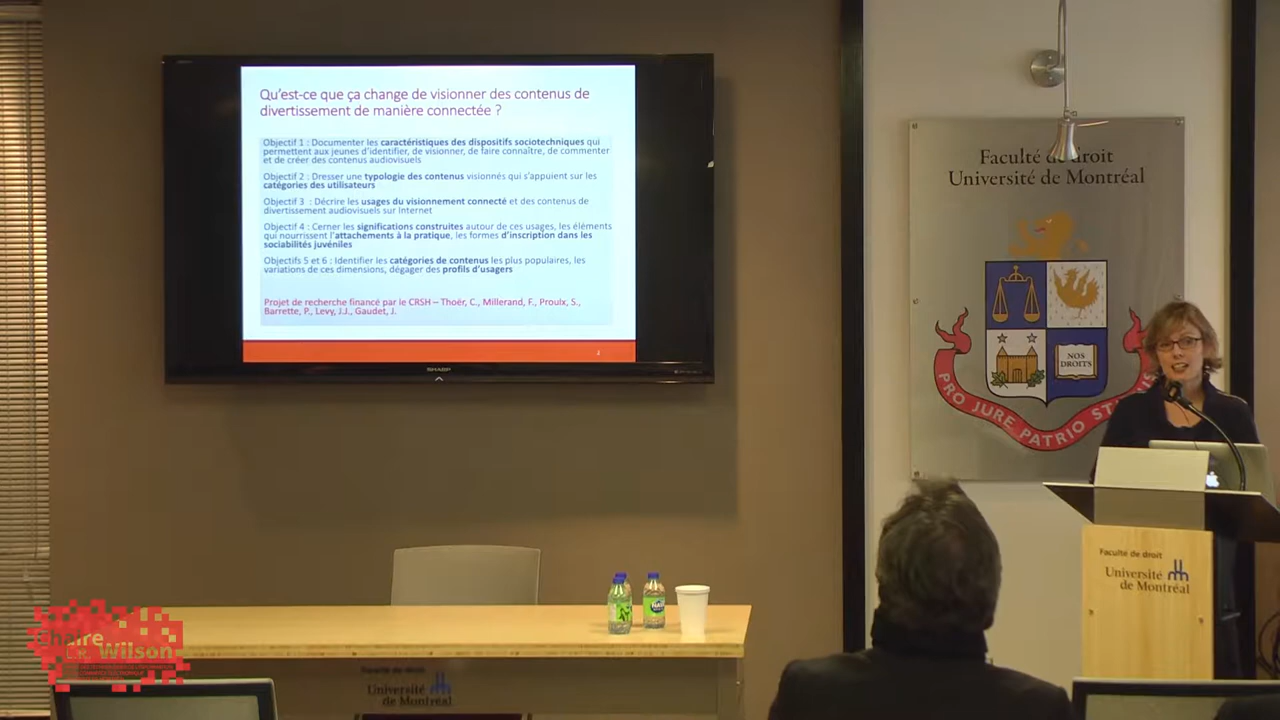 Qu'est-ce que ça change de visionner des contenus de
divertissement de manière connectée ?
Objectif 1 : Documenter les caractéristiques des dispositifs sociotechniques qui
permettent aux jeunes d'identifier, de visionner, de faire connaître, de commenter
et de créer des contenus audiovisuels
Objectif 2 : Dresser une typologie des contenus visionnés qui s'appuient sur les
catégories des utilisateurs
Objectif 3 : Décrire les usages du visionnement connecté et des contenus de
divertissement audiovisuels sur Internet
Objectif 4 : Cerner les significations construites autour de ces usages, les éléments
qui nourrissent l'attachements à la pratique, les formes d'inscription dans les
sociabilités juvéniles
Objectifs 5 et 6 : Identifier les catégories de contenus les plus populaires, les
variations de ces dimensions, dégager des profils d'usagers
Projet de recherche financé par le CRSH – Thoër, C., Millerand, F., Proulx, S.,
Barrette, P., Levy, J.J., Gaudet, J.
2
SHARP
Faculté de droit
Université de Montréal
NOS
DROITS
PRO JURE PATRIO
Faculté de droit
Université
de Montréal
Chaire
L.R. Wilson
Faculté de droit
Université
de Montréal